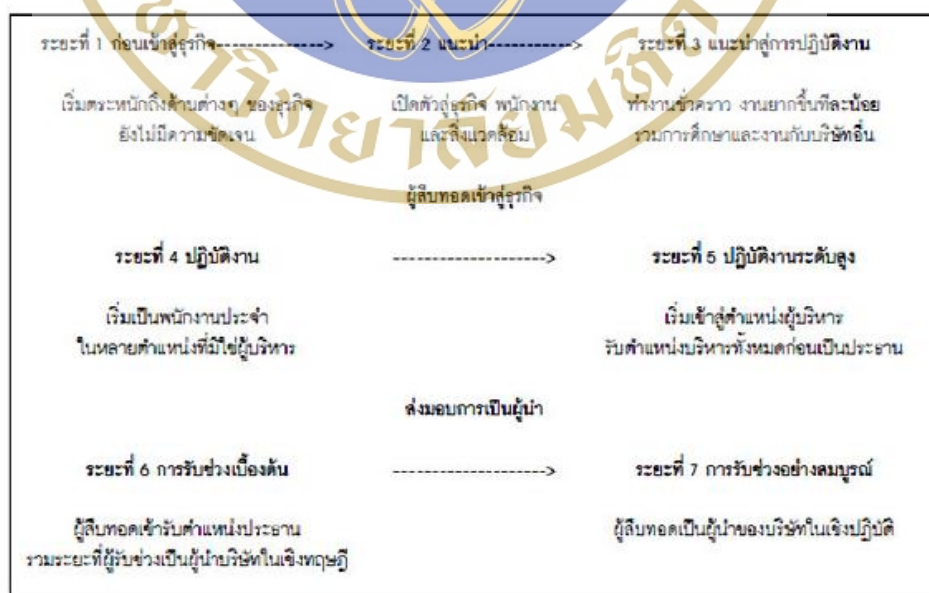 ระยะที่ 1 ก่อนเข้าสู่ธุรกิจ---------------> ระยะที่ 2 แนะนำ------------> ระยะที่ 3 แนะนำสู่การปฏิบัติงาน
เริ่มตระหนักถึงด้านต่างๆ ของธุรกิจ เปิดตัวสู่ธุรกิจ พนักงาน ทำงานชั่วคราว งานยากขึ้นทีละน้อย
ยังไม่มีความชัดเจน และสิ่งแวดล้อม รวมการศึกษาและงานกับบริษัทอื่น
ผู้สืบทอดเข้าสู่ธุรกิจ
ระยะที่ 4 ปฏิบัติงาน --------------------> ระยะที่ 5 ปฏิบัติงานระดับสูง
เริ่มเป็นพนักงานประจำ เริ่มเข้าสู่ตำแหน่งผู้บริหาร
ในหลายตำแหน่งที่มิใช่ผู้บริหาร รับตำแหน่งบริหารทั้งหมดก่อนเป็นประธาน
ส่งมอบการเป็นผู้นำ
ระยะที่ 6 การรับช่วงเบื้องต้น --------------------> ระยะที่ 7 การรับช่วงอย่างสมบูรณ์
ผู้สืบทอดเข้ารับตำแหน่งประธาน ผู้สืบทอดเป็นผู้นำของบริษัทในเชิงปฏิบัติ
รวมระยะที่ผู้รับช่วงเป็นผู้นำบริษัทในเชิงทฤษฎี